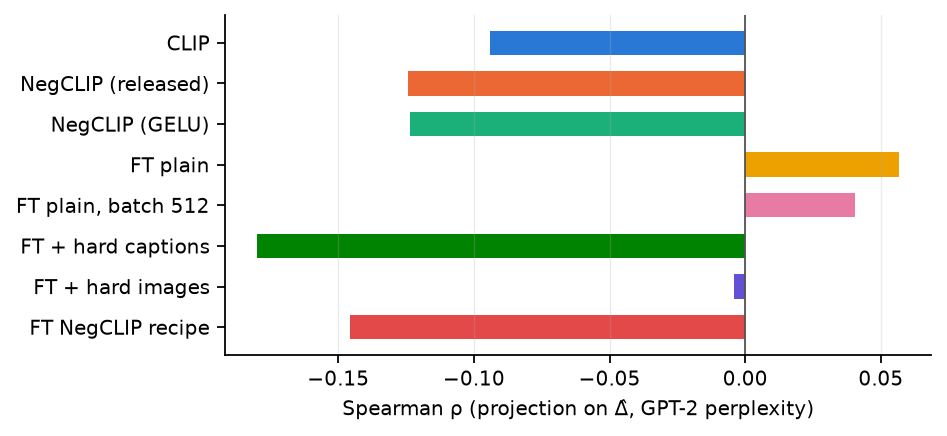 CLIP
NegCLIP (released)
NegCLIP (GELU)
FT plain
FT plain, batch 512
FT + hard captions
FT + hard images
FT NegCLIP recipe
−0.15 −0.10 −0.05 0.00 0.05
Spearman ρ (projection on Δ̂, GPT-2 perplexity)